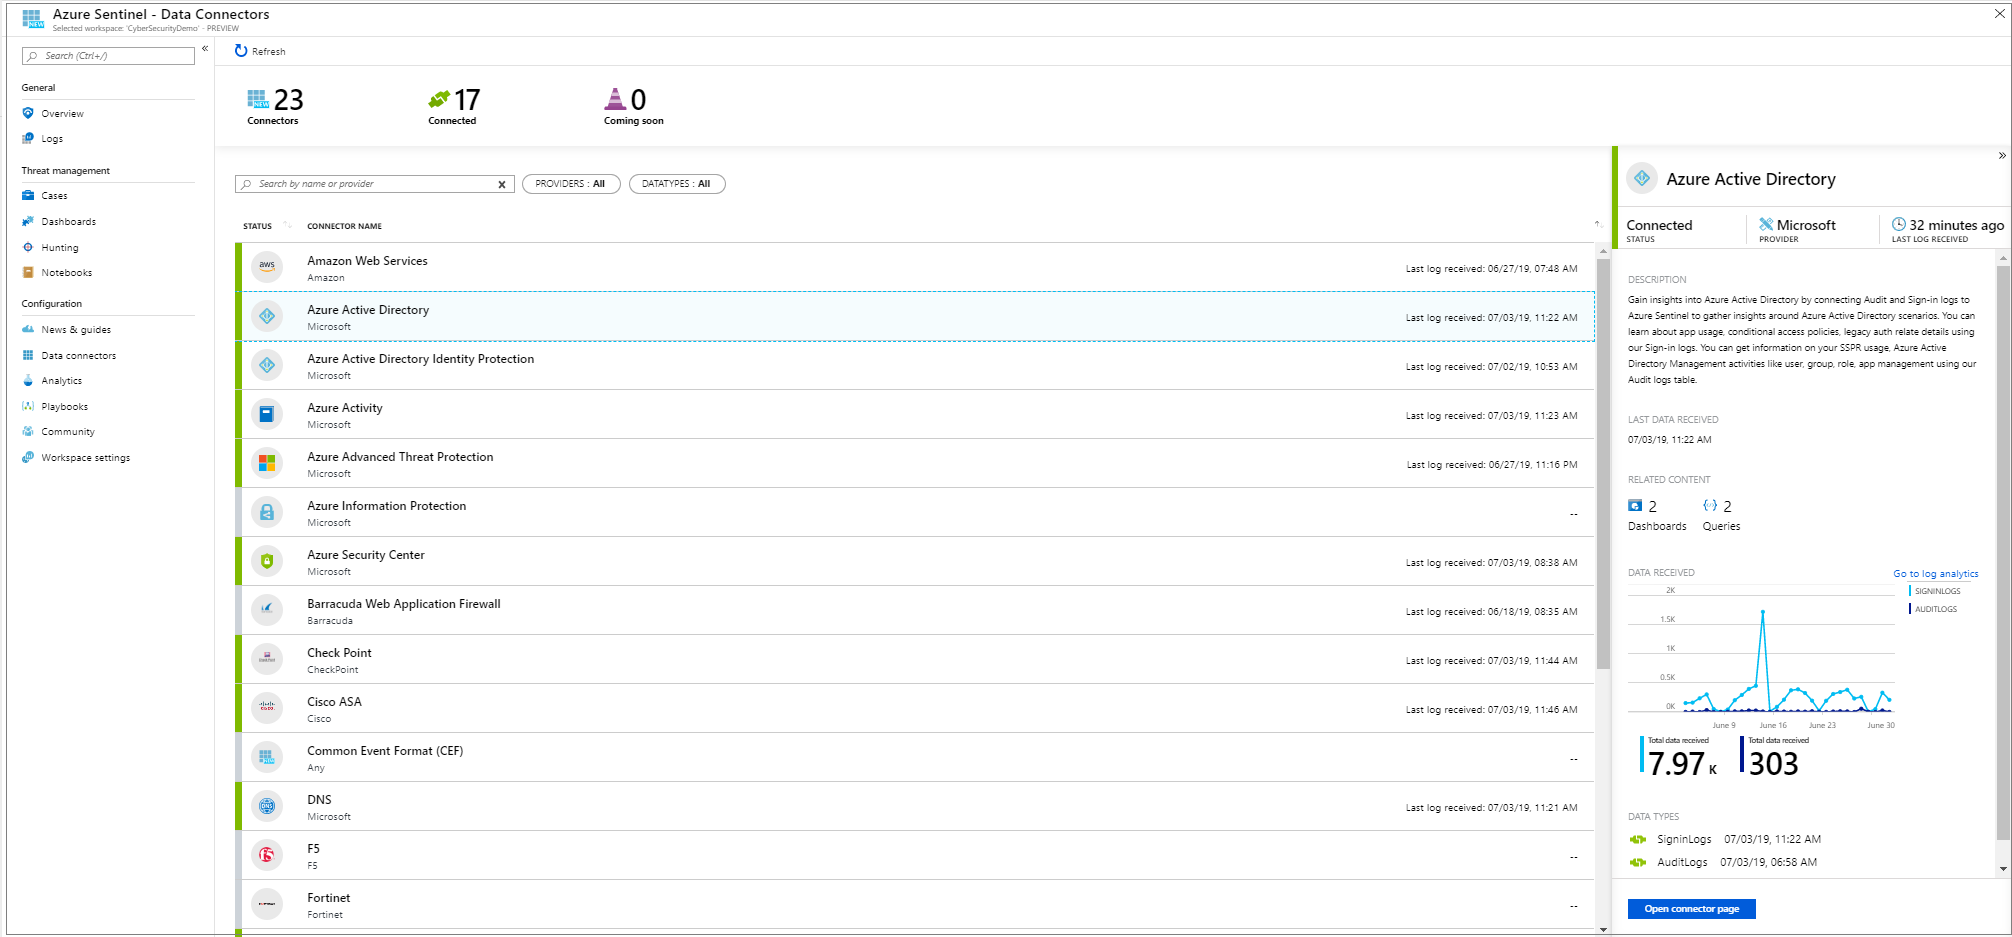 Azure Sentinel - Data Connectors
Selected workspace: 'CyberSecurityDemo' - PREVIEW
Search (Ctrl+/)
«
General
Overview
Logs
Threat management
Cases
Dashboards
Hunting
Notebooks
Configuration
News & guides
Data connectors
Analytics
Playbooks
Community
Workspace settings
Refresh
NEW 23
Connectors
17
Connected
0
Coming soon
Search by name or provider
PROVIDERS : All
DATATYPES : All
STATUS CONNECTOR NAME
aws
Amazon Web Services
Amazon
Last log received: 06/27/19, 07:48 AM
Azure Active Directory
Microsoft
Last log received: 07/03/19, 11:22 AM
Azure Active Directory Identity Protection
Microsoft
Last log received: 07/02/19, 10:53 AM
Azure Activity
Microsoft
Last log received: 07/03/19, 11:23 AM
Azure Advanced Threat Protection
Microsoft
Last log received: 06/27/19, 11:16 PM
Azure Information Protection
Microsoft
--
Azure Security Center
Microsoft
Last log received: 07/03/19, 08:38 AM
Barracuda Web Application Firewall
Barracuda
Last log received: 06/18/19, 08:35 AM
Check Point
CheckPoint
Last log received: 07/03/19, 11:44 AM
Cisco ASA
Cisco
Last log received: 07/03/19, 11:46 AM
Common Event Format (CEF)
Any
--
DNS
DNS
Microsoft
Last log received: 07/03/19, 11:21 AM
F5
F5
--
Fortinet
Fortinet
--
»
Azure Active Directory
Connected
STATUS
Microsoft
PROVIDER
32 minutes ago
LAST LOG RECEIVED
DESCRIPTION
Gain insights into Azure Active Directory by connecting Audit and Sign-in logs to
Azure Sentinel to gather insights around Azure Active Directory scenarios. You can
learn about app usage, conditional access policies, legacy auth relate details using
our Sign-in logs. You can get information on your SSPR usage, Azure Active
Directory Management activities like user, group, role, app management using our
Audit logs table.
LAST DATA RECEIVED
07/03/19, 11:22 AM
RELATED CONTENT
2
Dashboards
2
Queries
DATA RECEIVED
Go to log analytics
2K
1.5K
1K
0.5K
0K
June 9 June 16 June 23 June 30
SIGNINLOGS
AUDITLOGS
Total data received
7.97 K
Total data received
303
DATA TYPES
SigninLogs 07/03/19, 11:22 AM
AuditLogs 07/03/19, 06:58 AM
Open connector page